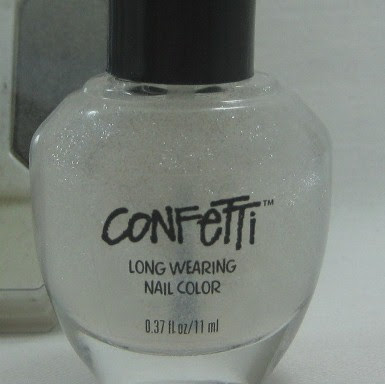 CONFETTi™
LONG WEARING
NAIL COLOR
0.37 fl oz/11 ml